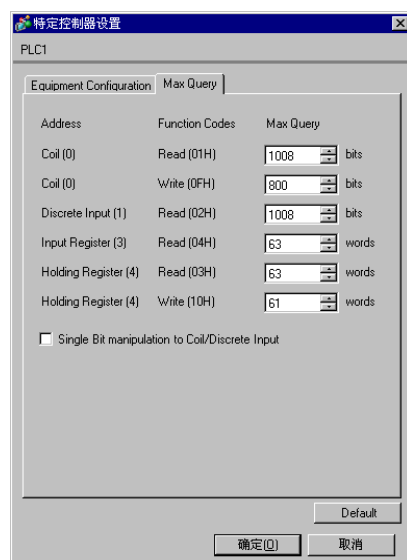 特定控制器设置
PLC1
Equipment Configuration Max Query
Address Function Codes Max Query
Coil (0) Read (01H) 1008 bits
Coil (0) Write (0FH) 800 bits
Discrete Input (1) Read (02H) 1008 bits
Input Register (3) Read (04H) 63 words
Holding Register (4) Read (03H) 63 words
Holding Register (4) Write (10H) 61 words
Single Bit manipulation to Coil/Discrete Input
Default
确定(O) 取消